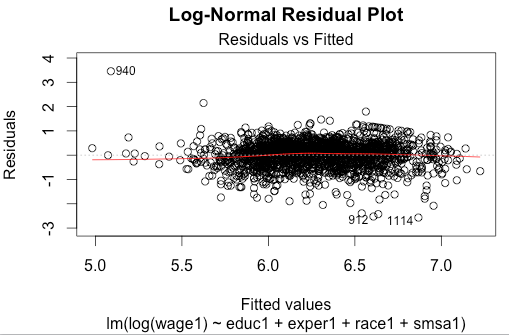 Log-Normal Residual Plot
Residuals vs Fitted
4
3
1
-1
-3
Residuals
940
912
1114
5.0 5.5 6.0 6.5 7.0
Fitted values
lm(log(wage1) ~ educ1 + exper1 + race1 + smsa1)